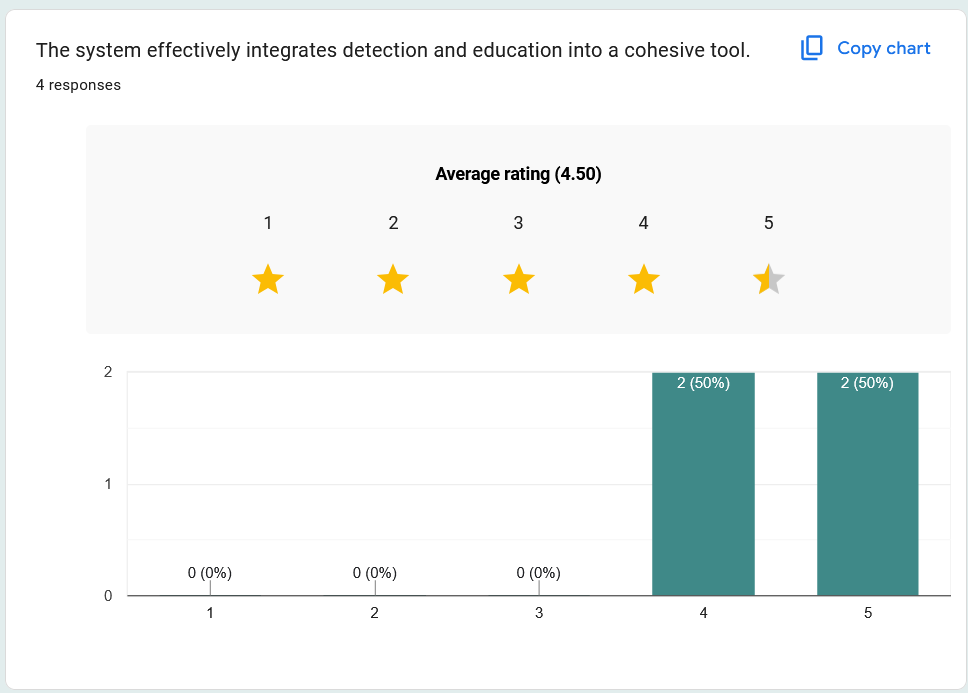 The system effectively integrates detection and education into a cohesive tool.
Copy chart
4 responses
Average rating (4.50)
1 2 3 4 5
2
2 (50%) 2 (50%)
1
0 (0%) 0 (0%) 0 (0%)
0
1 2 3 4 5